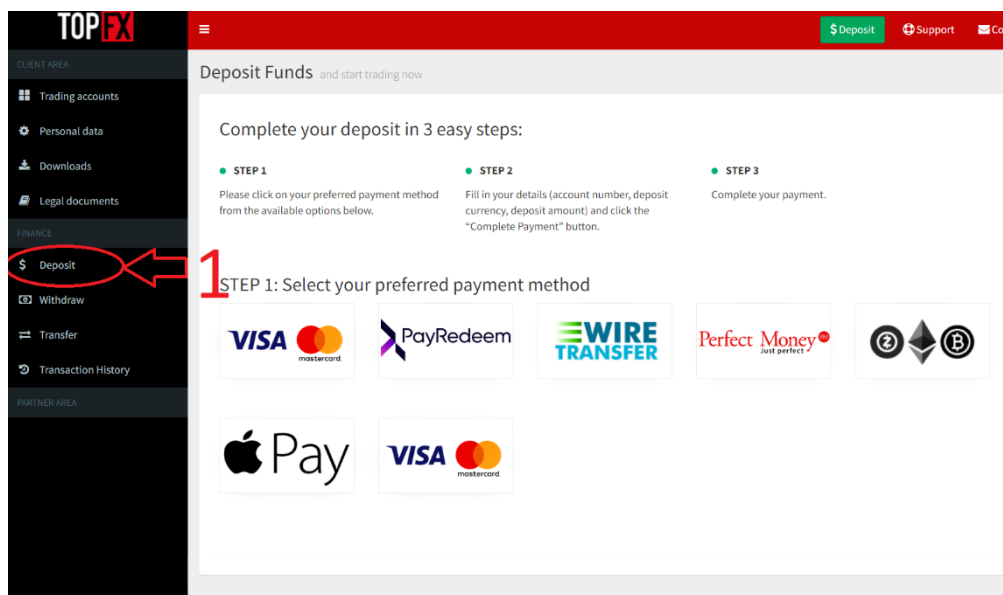 TOPFX
$ Deposit
Support
Co
CLIENT AREA
Trading accounts
Personal data
Downloads
Legal documents
FINANCE
$ Deposit
Withdraw
Transfer
Transaction History
PARTNER AREA
1
Deposit Funds and start trading now
Complete your deposit in 3 easy steps:
STEP 1
Please click on your preferred payment method
from the available options below.
STEP 2
Fill in your details (account number, deposit
currency, deposit amount) and click the
“Complete Payment” button.
STEP 3
Complete your payment.
STEP 1: Select your preferred payment method
VISA mastercard.
PayRedeem
WIRE
TRANSFER
Perfect Money PM
Just perfect
Pay
VISA mastercard.